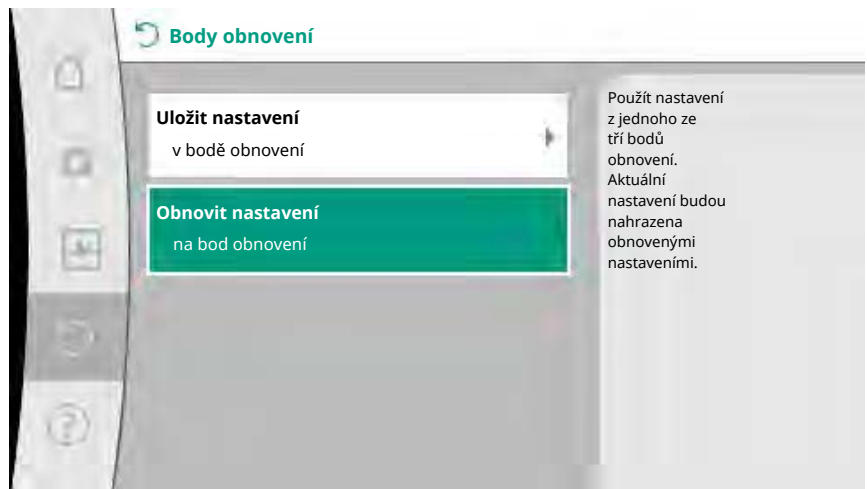 Body obnovení
Uložit nastavení
v bodě obnovení
Obnovit nastavení
na bod obnovení
Použít nastavení
z jednoho ze
tří bodů
obnovení.
Aktuální
nastavení budou
nahrazena
obnovenými
nastaveními.